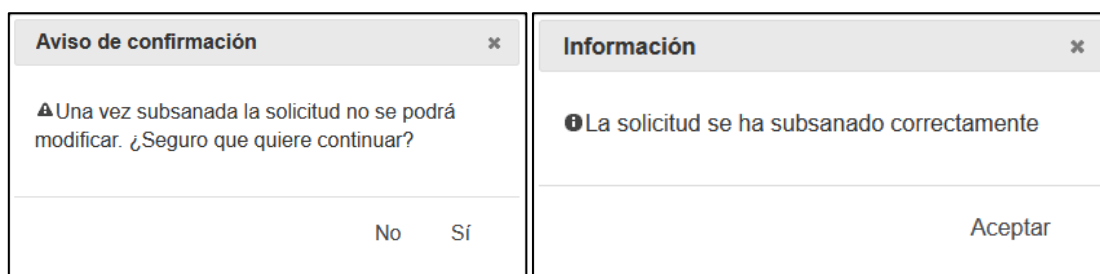 Aviso de confirmación
Una vez subsanada la solicitud no se podrá
modificar. ¿Seguro que quiere continuar?
No Sí
Información
La solicitud se ha subsanado correctamente
Aceptar